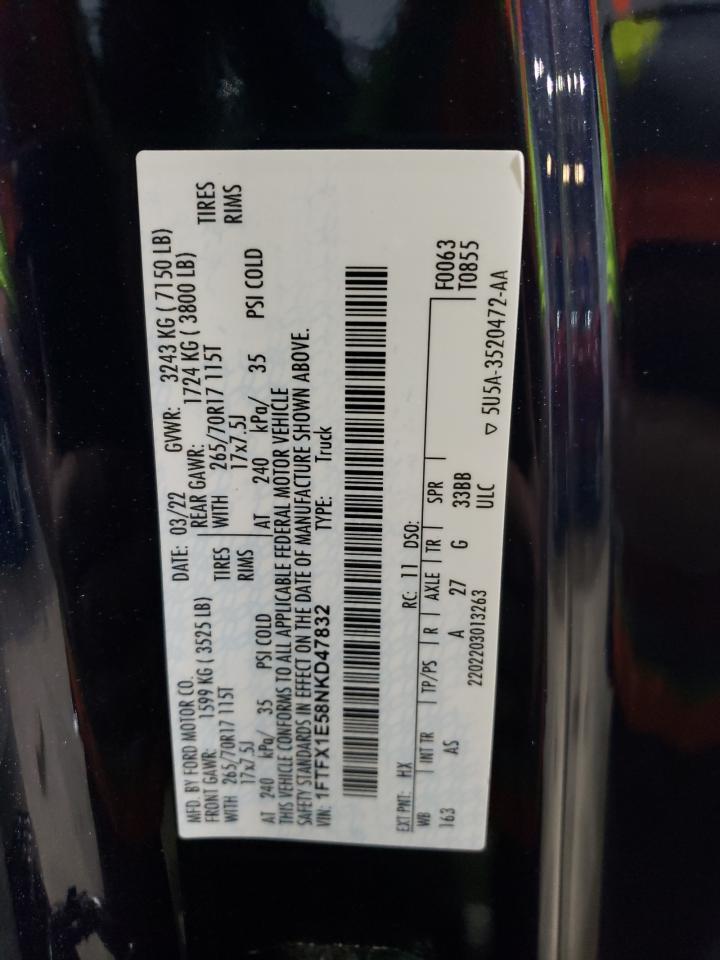 MFD. BY FORD MOTOR CO.
DATE: 03/22 GVWR: 3243 KG ( 7150 LB)
FRONT GAWR: 1599 KG ( 3525 LB) REAR GAWR: 1724 KG ( 3800 LB)
WITH 265/70R17 115T TIRES WITH 265/70R17 115T TIRES
17x7.5J RIMS 17x7.5J RIMS
AT 240 kPa/ 35 PSI COLD AT 240 kPa/ 35 PSI COLD
THIS VEHICLE CONFORMS TO ALL APPLICABLE FEDERAL MOTOR VEHICLE
SAFETY STANDARDS IN EFFECT ON THE DATE OF MANUFACTURE SHOWN ABOVE.
VIN: 1FTFX1E58NKD47832 TYPE: Truck
EXT PNT: HX RC: 11 DSO: F0063
WB INT TR TP/PS R AXLE TR SPR T0855
163 AS A 27 G 33BB
2202203013263 ULC ▽ 5U5A-3520472-AA